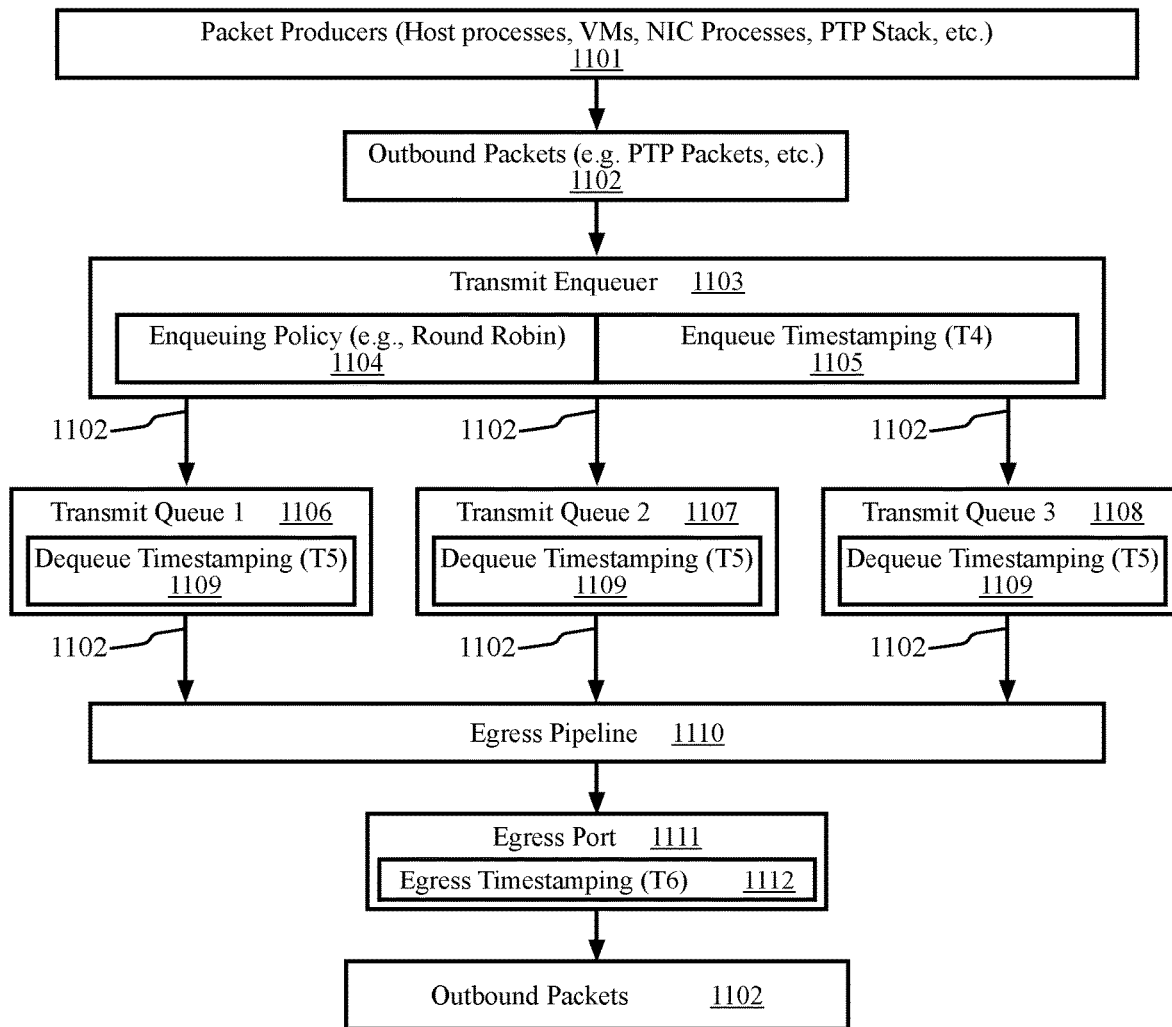 Packet Producers (Host processes, VMs, NIC Processes, PTP Stack, etc.)
1101
Outbound Packets (e.g. PTP Packets, etc.)
1102
Transmit Enqueuer 1103
Enqueuing Policy (e.g., Round Robin)
1104
Enqueue Timestamping (T4)
1105
1102
1102
1102
Transmit Queue 1 1106
Dequeue Timestamping (T5)
1109
Transmit Queue 2 1107
Dequeue Timestamping (T5)
1109
Transmit Queue 3 1108
Dequeue Timestamping (T5)
1109
1102
1102
1102
Egress Pipeline 1110
Egress Port 1111
Egress Timestamping (T6) 1112
Outbound Packets 1102